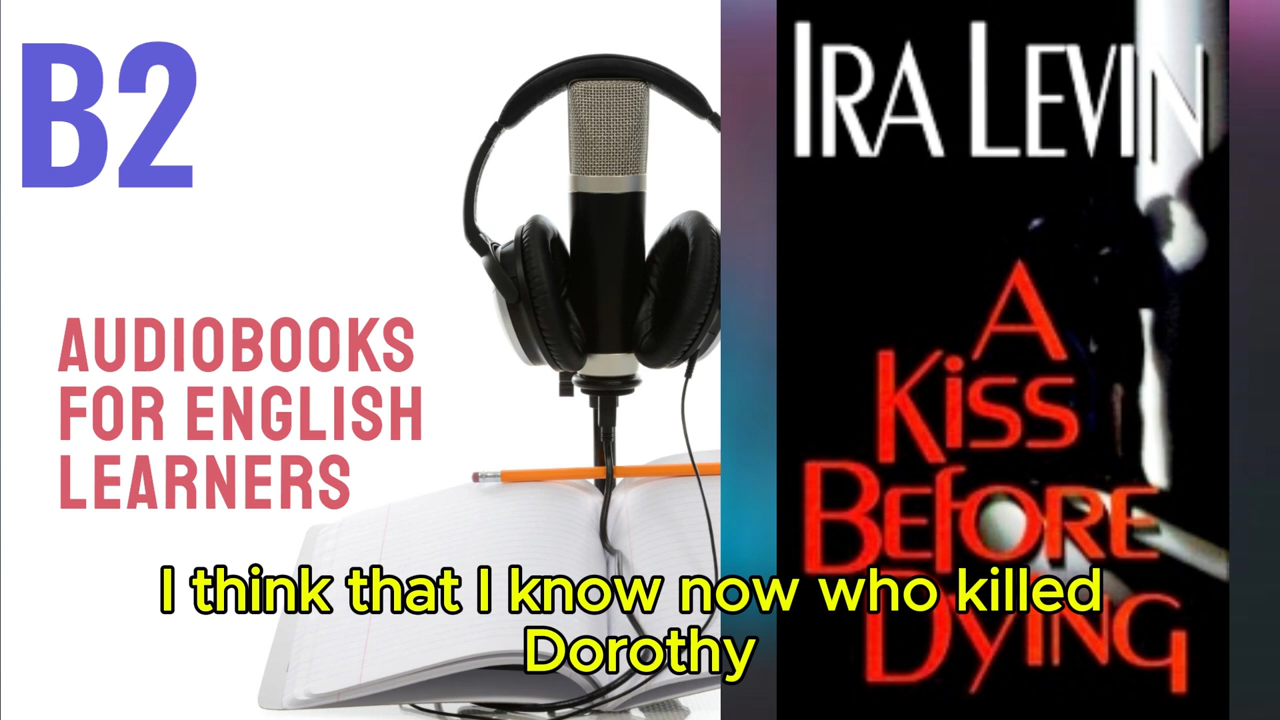 B2
AUDIOBOOKS
FOR ENGLISH
LEARNERS
IRA LEVIN
A
Kiss
Before
Dying
I think that I know now who killed
Dorothy